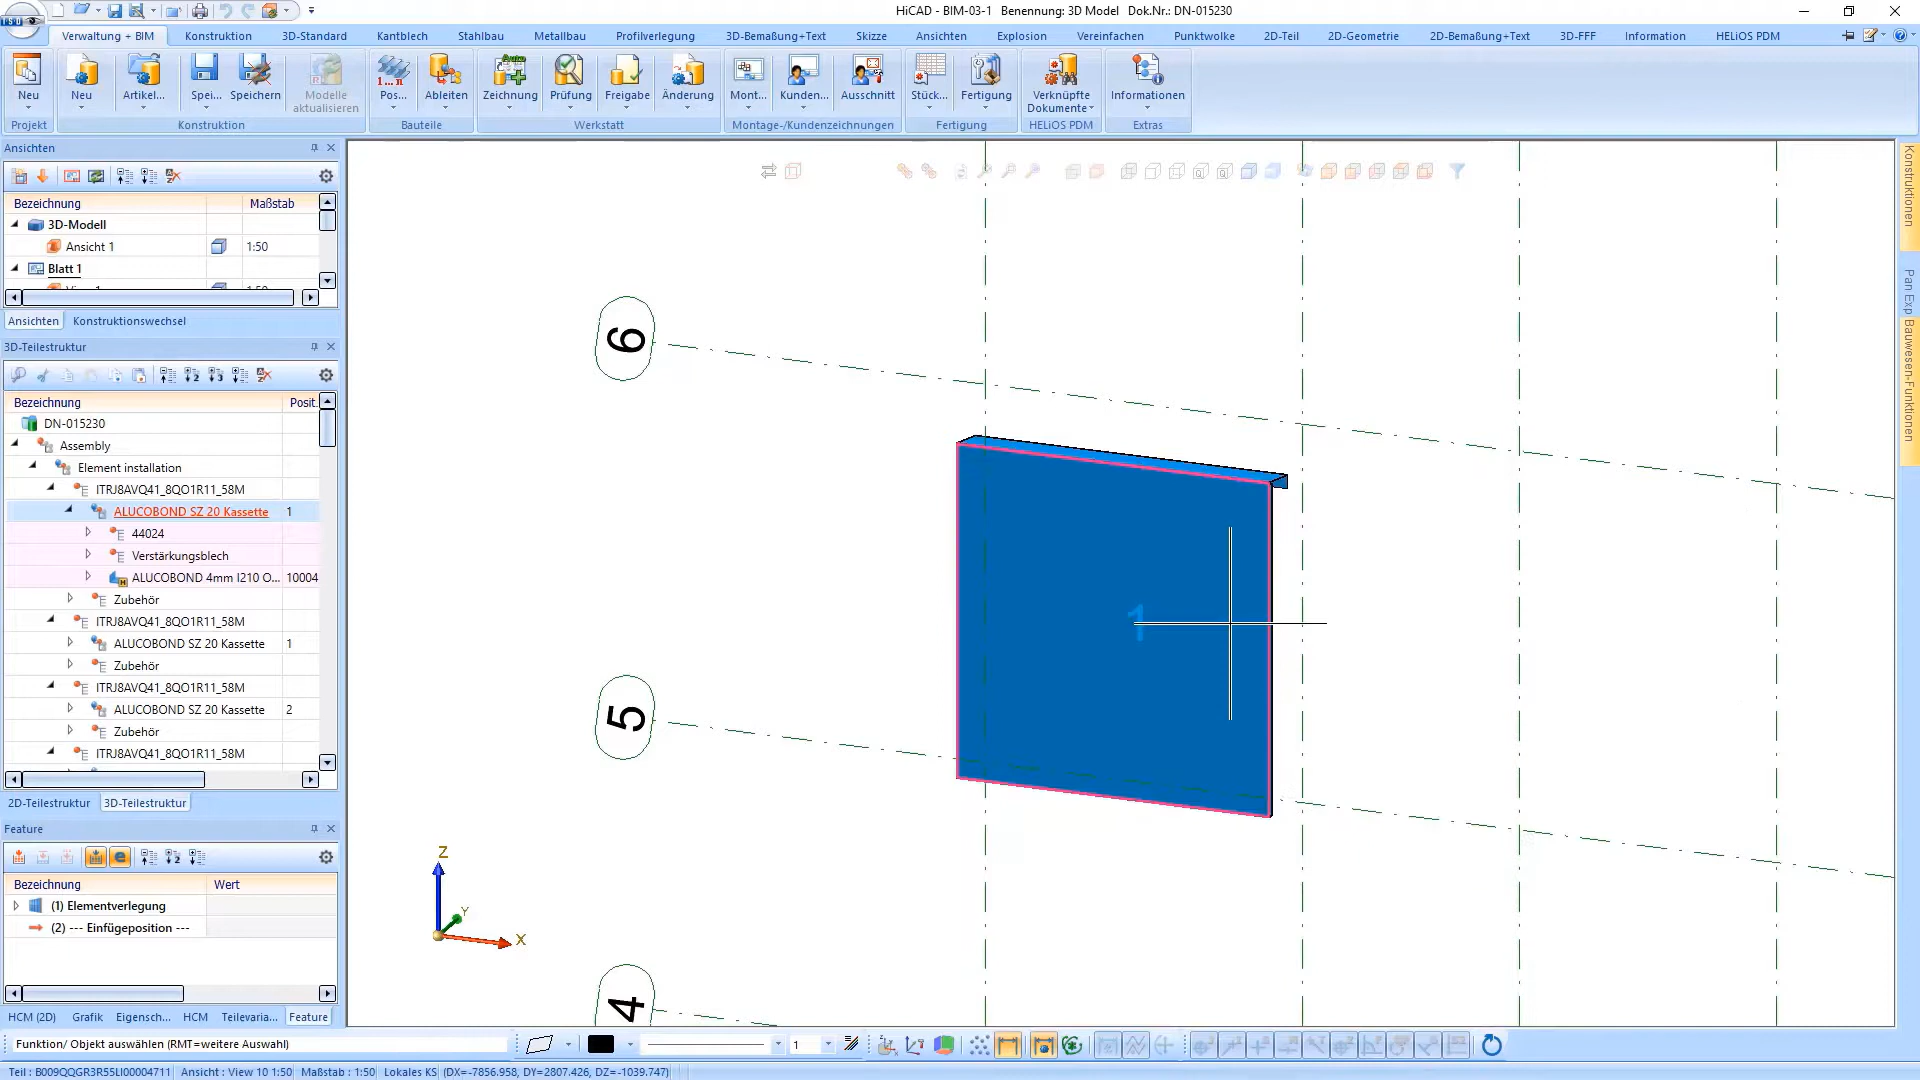 HiCAD - BIM-03-1 Benennung: 3D Model Dok.Nr.: DN-015230
Verwaltung + BIM Konstruktion 3D-Standard Kantblech Stahlbau Metallbau Profilverlegung 3D-Bemaßung+Text Skizze Ansichten Explosion Vereinfachen Punktwolke 2D-Teil 2D-Geometrie 2D-Bemaßung+Text 3D-FFF Information HELiOS PDM
Neu Neu Artikel... Spei... Speichern Modelle aktualisieren Pos... Ableiten Zeichnung Prüfung Freigabe Änderung Mont... Kunden... Ausschnitt Stück... Fertigung Verknüpfte Dokumente Informationen
Projekt Konstruktion Bauteile Werkstatt Montage-/Kundenzeichnungen Fertigung HELiOS PDM Extras
Ansichten
Bezeichnung Maßstab
3D-Modell
Ansicht 1 1:50
Blatt 1
Ansichten Konstruktionswechsel
3D-Teilestruktur
Bezeichnung Posit.
DN-015230
Assembly
Element installation
ITRJ8AVQ41_8QO1R11_58M
ALUCOBOND SZ 20 Kassette 1
44024
Verstärkungsblech
ALUCOBOND 4mm I210 O... 10004
Zubehör
ITRJ8AVQ41_8QO1R11_58M
ALUCOBOND SZ 20 Kassette 1
Zubehör
ITRJ8AVQ41_8QO1R11_58M
ALUCOBOND SZ 20 Kassette 2
Zubehör
ITRJ8AVQ41_8QO1R11_58M
2D-Teilestruktur 3D-Teilestruktur
Feature
Bezeichnung Wert
(1) Elementverlegung
(2) --- Einfügeposition ---
HCM (2D) Grafik Eigensch... HCM Teilevaria... Feature
6
5
4
1
Z
Y
X
Konstruktionen
Pan Exp
Bauwesen-Funktionen
Funktion/ Objekt auswählen (RMT=weitere Auswahl) 1
Teil : B009QQGR3R55LI00004711 Ansicht : View 10 1:50 Maßstab : 1:50 Lokales KS (DX=-7856.958, DY=2807.426, DZ=-1039.747)